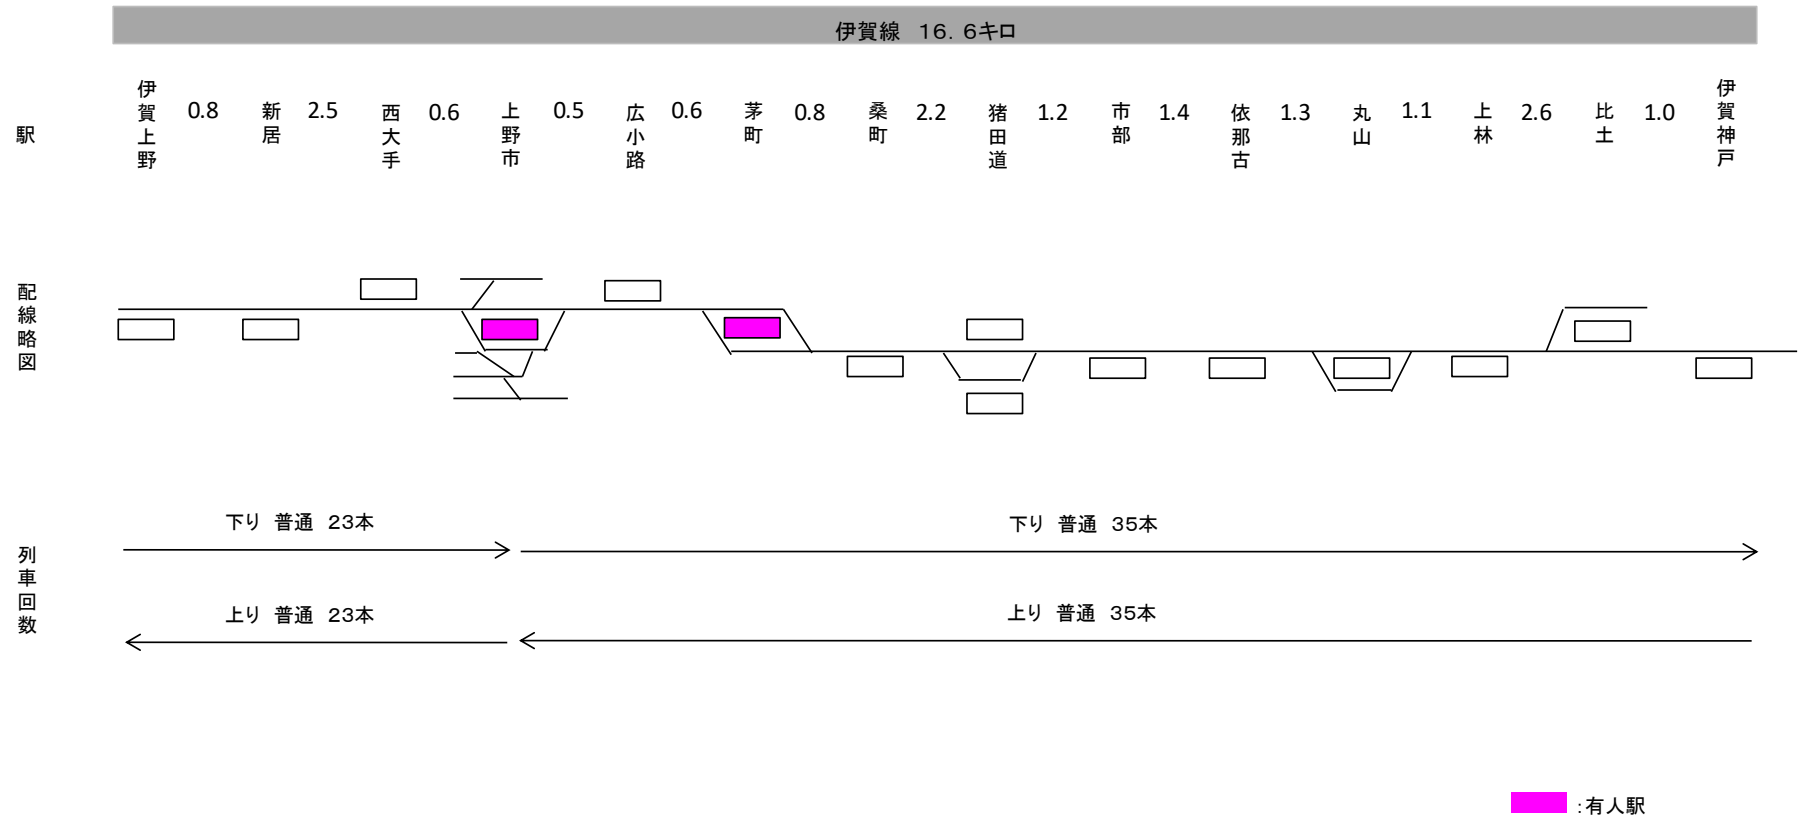 伊賀線 16.6キロ
駅
伊賀上野 0.8 新居 2.5 西大手 0.6 上野市 0.5 広小路 0.6 茅町 0.8 桑町 2.2 猪田道 1.2 市部 1.4 依那古 1.3 丸山 1.1 上林 2.6 比土 1.0 伊賀神戸
配線略図
列車回数
下り 普通 23本
下り 普通 35本
上り 普通 23本
上り 普通 35本
:有人駅